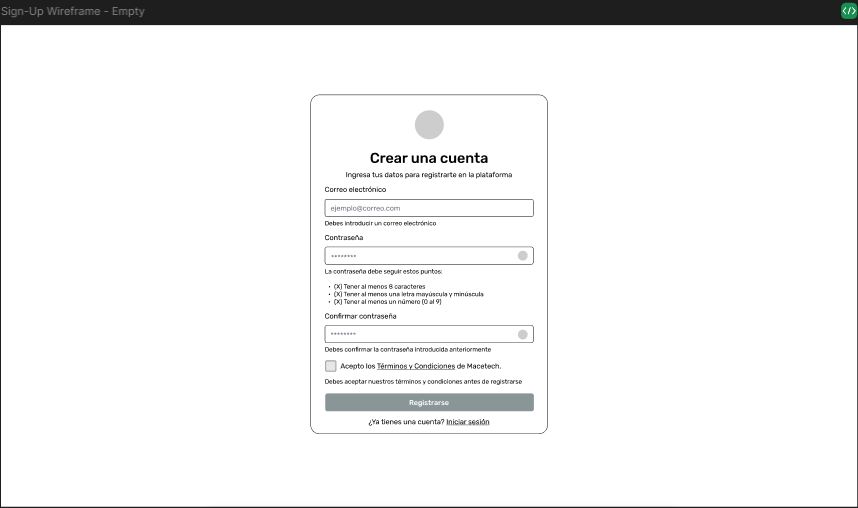 Sign-Up Wireframe - Empty
</>
Crear una cuenta
Ingresa tus datos para registrarte en la plataforma
Correo electrónico
ejemplo@correo.com
Debes introducir un correo electrónico
Contraseña
********
La contraseña debe seguir estos puntos:
• (X) Tener al menos 8 caracteres
• (X) Tener al menos una letra mayúscula y minúscula
• (X) Tener al menos un número (0 al 9)
Confirmar contraseña
********
Debes confirmar la contraseña introducida anteriormente
Acepto los Términos y Condiciones de Macetech.
Debes aceptar nuestros términos y condiciones antes de registrarse
Registrarse
¿Ya tienes una cuenta? Iniciar sesión